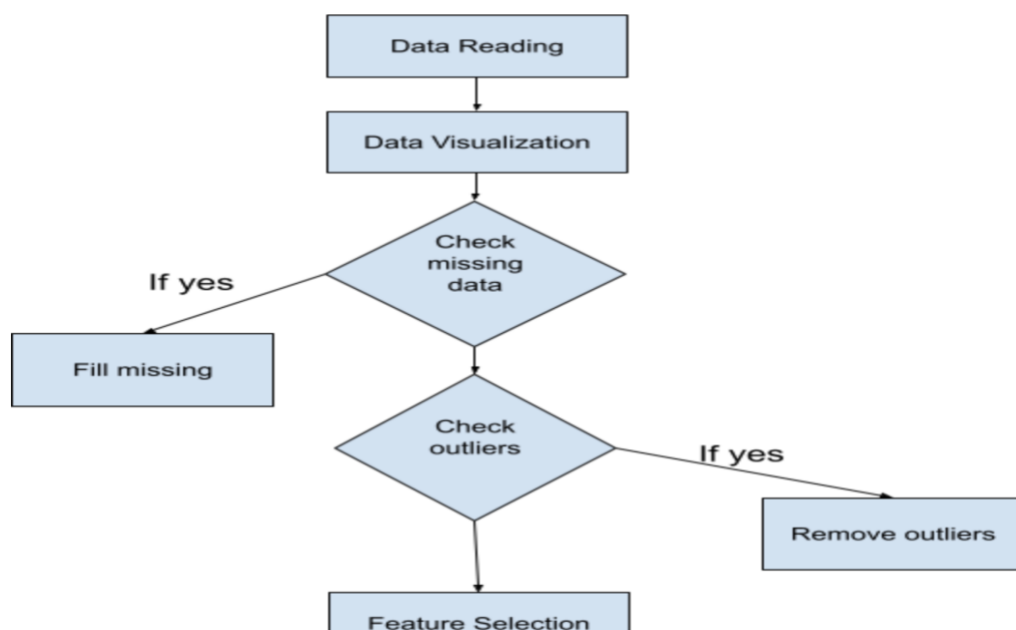 Data Reading
Data Visualization
Check
missing
data
If yes
Fill missing
Check
outliers
If yes
Remove outliers
Feature Selection